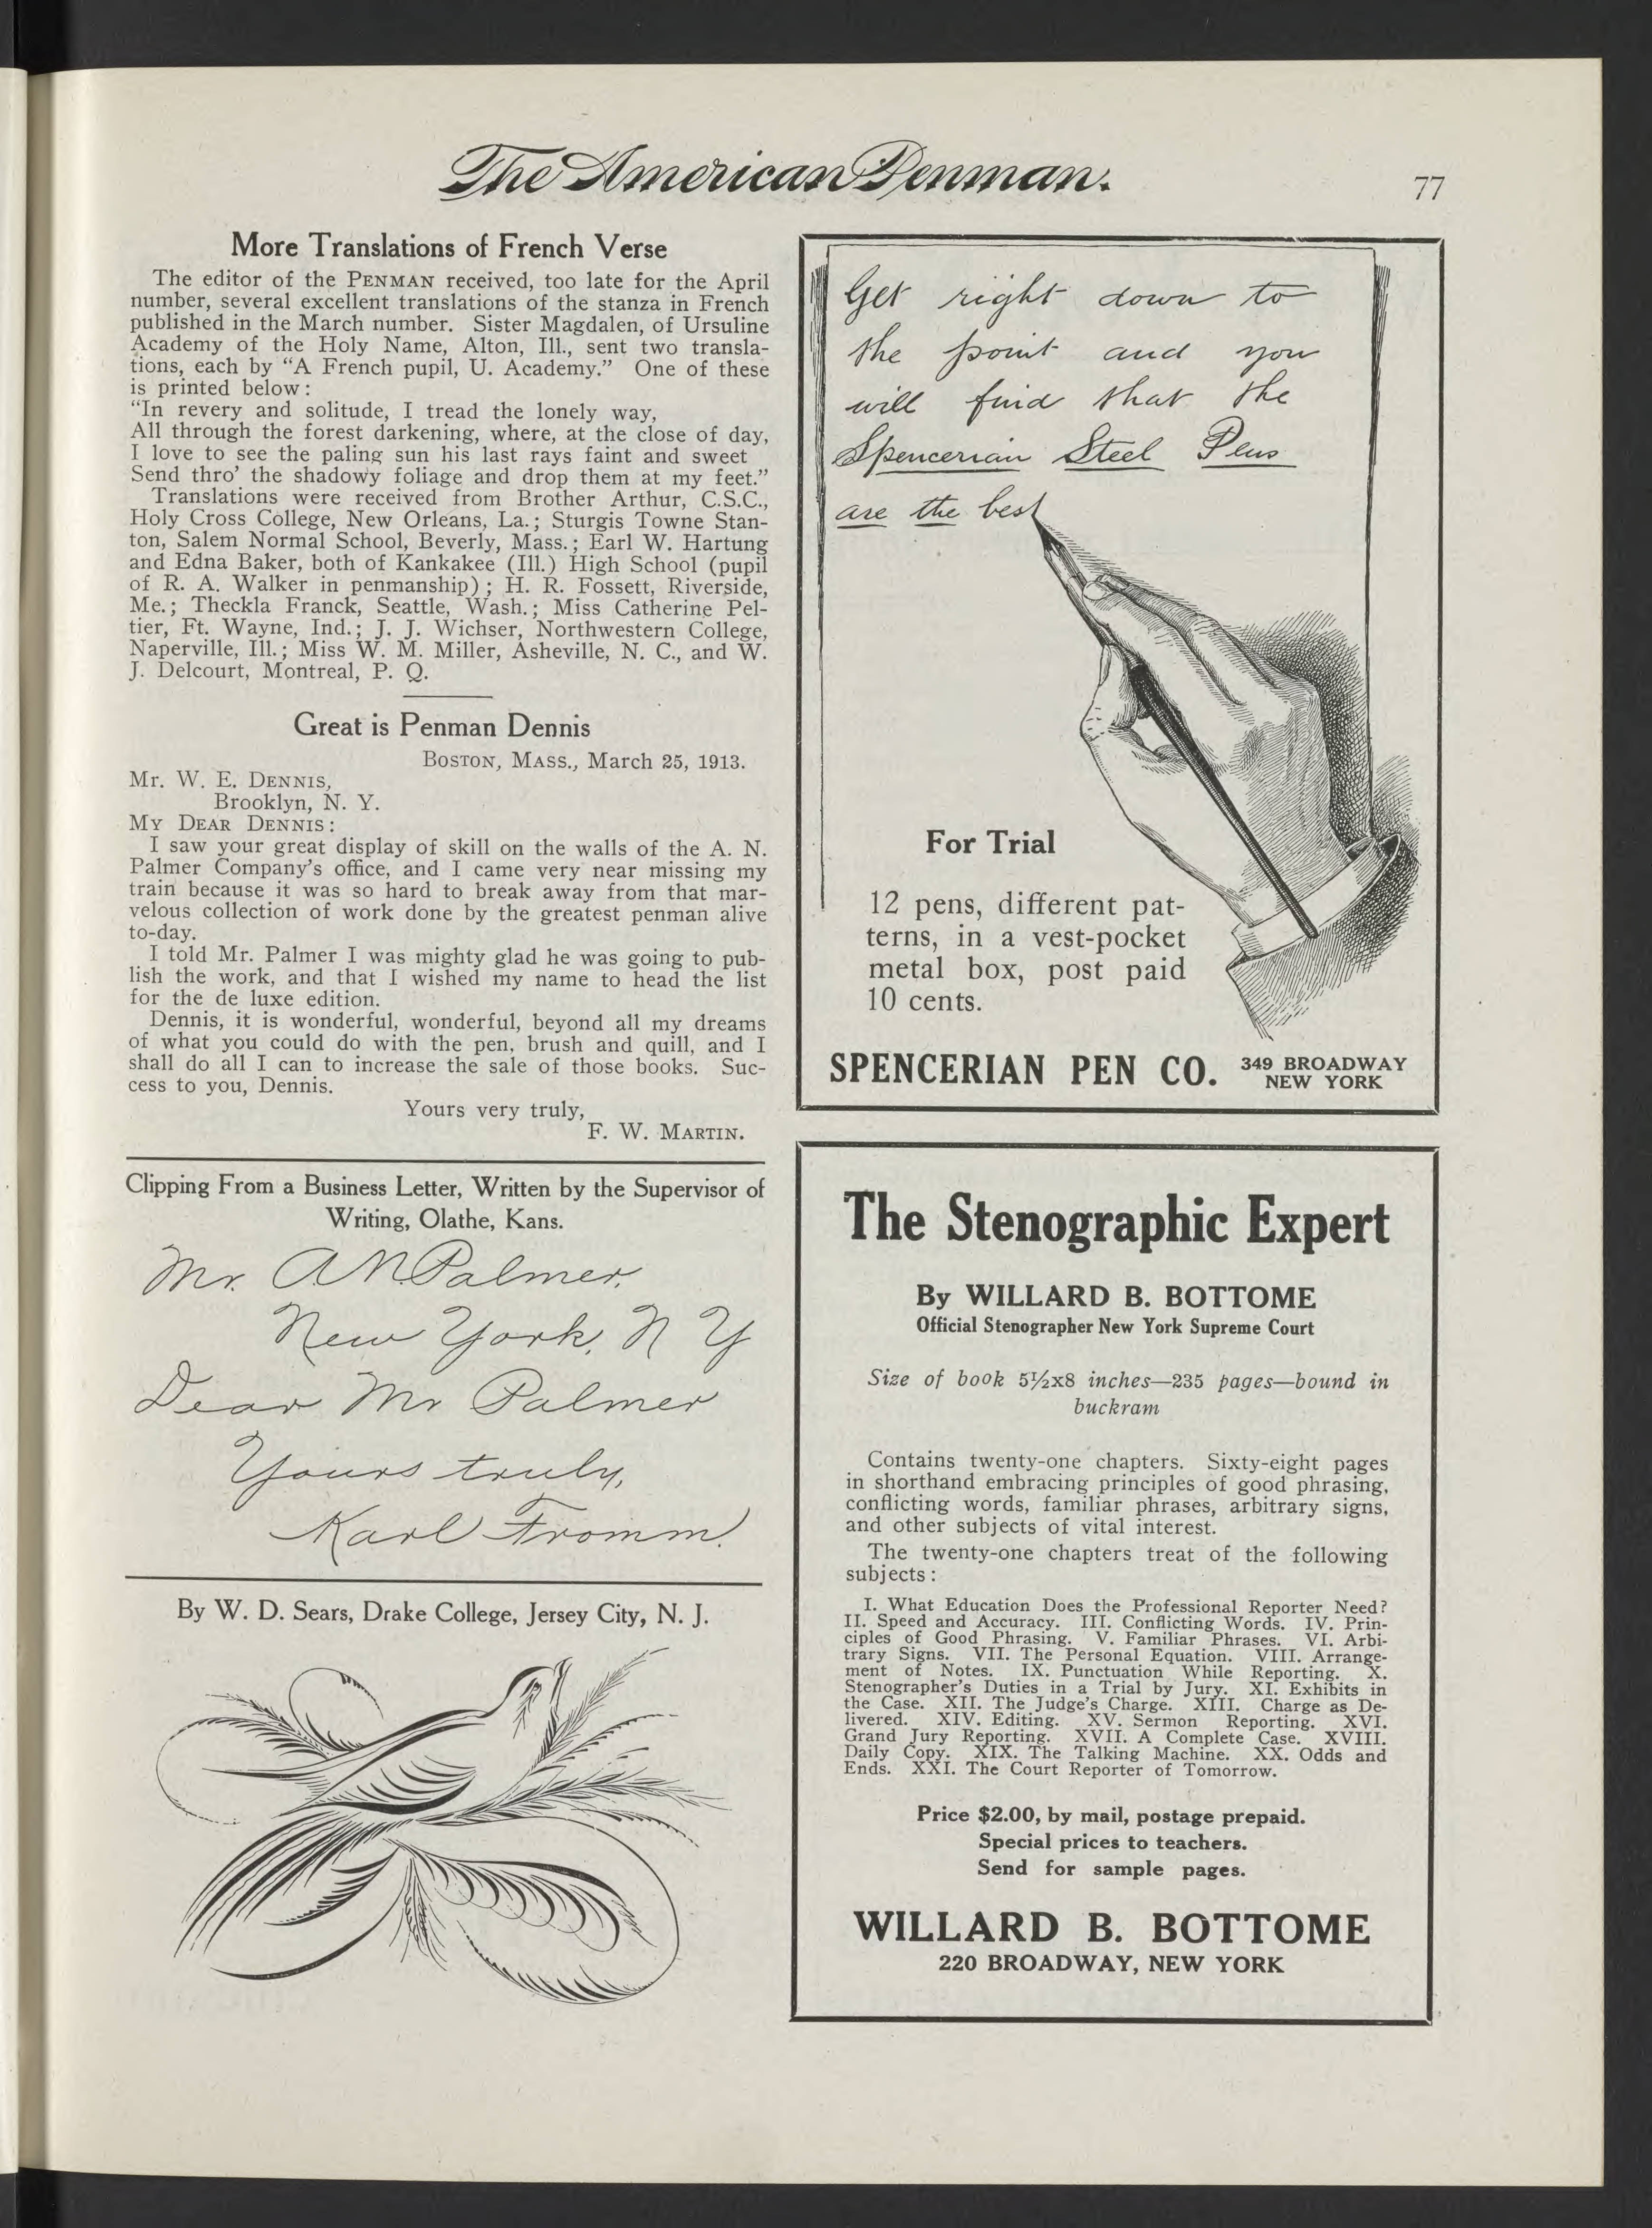 The American Penman.
77
More Translations of French Verse
The editor of the PENMAN received, too late for the April
number, several excellent translations of the stanza in French
published in the March number. Sister Magdalen, of Ursuline
Academy of the Holy Name, Alton, Ill., sent two transla-
tions, each by "A French pupil, U. Academy." One of these
is printed below:
"In revery and solitude, I tread the lonely way,
All through the forest darkening, where, at the close of day,
I love to see the paling sun his last rays faint and sweet
Send thro' the shadowy foliage and drop them at my feet."
Translations were received from Brother Arthur, C.S.C.,
Holy Cross College, New Orleans, La.; Sturgis Towne Stan-
ton, Salem Normal School, Beverly, Mass.; Earl W. Hartung
and Edna Baker, both of Kankakee (Ill.) High School (pupil
of R. A. Walker in penmanship); H. R. Fossett, Riverside,
Me.; Theckla Franck, Seattle, Wash.; Miss Catherine Pel-
tier, Ft. Wayne, Ind.; J. J. Wichser, Northwestern College,
Naperville, Ill.; Miss W. M. Miller, Asheville, N. C., and W.
J. Delcourt, Montreal, P. Q.
Great is Penman Dennis
BOSTON, MASS., March 25, 1913.
Mr. W. E. DENNIS,
Brooklyn, N. Y.
MY DEAR DENNIS:
I saw your great display of skill on the walls of the A. N.
Palmer Company's office, and I came very near missing my
train because it was so hard to break away from that mar-
velous collection of work done by the greatest penman alive
to-day.
I told Mr. Palmer I was mighty glad he was going to pub-
lish the work, and that I wished my name to head the list
for the de luxe edition.
Dennis, it is wonderful, wonderful, beyond all my dreams
of what you could do with the pen, brush and quill, and I
shall do all I can to increase the sale of those books. Suc-
cess to you, Dennis.
Yours very truly,
F. W. MARTIN.
Clipping From a Business Letter, Written by the Supervisor of
Writing, Olathe, Kans.
Mr. A. N. Palmer,
New York, N Y
Dear Mr Palmer
Yours truly,
Karl Fromm.
By W. D. Sears, Drake College, Jersey City, N. J.
Get right down to
the point and you
will find that the
Spencerian Steel Pens
are the best
For Trial
12 pens, different pat-
terns, in a vest-pocket
metal box, post paid
10 cents.
SPENCERIAN PEN CO. 349 BROADWAY
NEW YORK
The Stenographic Expert
By WILLARD B. BOTTOME
Official Stenographer New York Supreme Court
Size of book 5½x8 inches—235 pages—bound in
buckram
Contains twenty-one chapters. Sixty-eight pages
in shorthand embracing principles of good phrasing,
conflicting words, familiar phrases, arbitrary signs,
and other subjects of vital interest.
The twenty-one chapters treat of the following
subjects:
I. What Education Does the Professional Reporter Need?
II. Speed and Accuracy. III. Conflicting Words. IV. Prin-
ciples of Good Phrasing. V. Familiar Phrases. VI. Arbi-
trary Signs. VII. The Personal Equation. VIII. Arrange-
ment of Notes. IX. Punctuation While Reporting. X.
Stenographer's Duties in a Trial by Jury. XI. Exhibits in
the Case. XII. The Judge's Charge. XIII. Charge as De-
livered. XIV. Editing. XV. Sermon Reporting. XVI.
Grand Jury Reporting. XVII. A Complete Case. XVIII.
Daily Copy. XIX. The Talking Machine. XX. Odds and
Ends. XXI. The Court Reporter of Tomorrow.
Price $2.00, by mail, postage prepaid.
Special prices to teachers.
Send for sample pages.
WILLARD B. BOTTOME
220 BROADWAY, NEW YORK